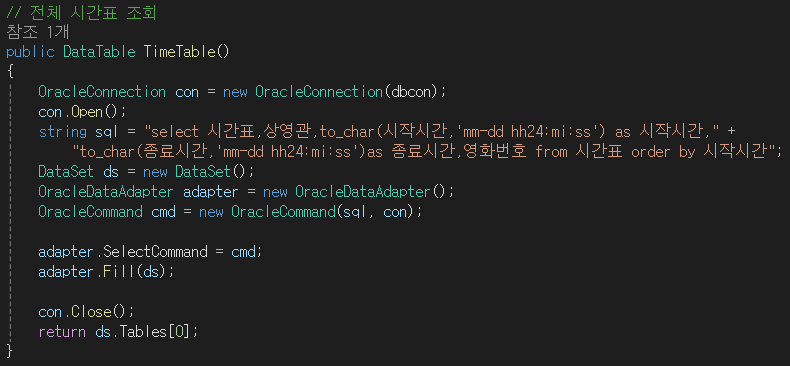 // 전체 시간표 조회
참조 1개
public DataTable TimeTable()
{
OracleConnection con = new OracleConnection(dbcon);
con.Open();
string sql = "select 시간표,상영관,to_char(시작시간,'mm-dd hh24:mi:ss') as 시작시간," +
"to_char(종료시간,'mm-dd hh24:mi:ss')as 종료시간,영화번호 from 시간표 order by 시작시간";
DataSet ds = new DataSet();
OracleDataAdapter adapter = new OracleDataAdapter();
OracleCommand cmd = new OracleCommand(sql, con);
adapter.SelectCommand = cmd;
adapter.Fill(ds);
con.Close();
return ds.Tables[0];
}